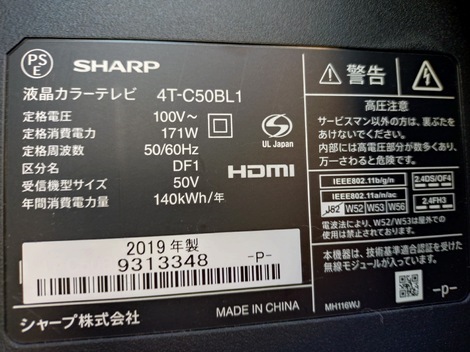 PS
E
SHARP
液晶カラーテレビ 4T-C50BL1
定格電圧 100V~
定格消費電力 171W
定格周波数 50/60Hz
区分名 DF1
受信機型サイズ 50V
年間消費電力量 140kWh/年
UL Japan
HDMI
2019 年製
9313348 -P-
シャープ株式会社 MADE IN CHINA
警告
高圧注意
サービスマン以外の方は、裏ぶたを
あけないでください。
内部には高電圧部分が数多くあり、
万一さわると危険です。
IEEE802.11b/g/n 2.4DS/OF4
IEEE802.11a/n/ac 2.4FH3
J52 W52 W53 W56
電波法により、W52/W53は屋外での
使用が禁止されています。
本機器は、技術基準適合認証を受けた
無線モジュールが入っています。
MH116WJ -p-